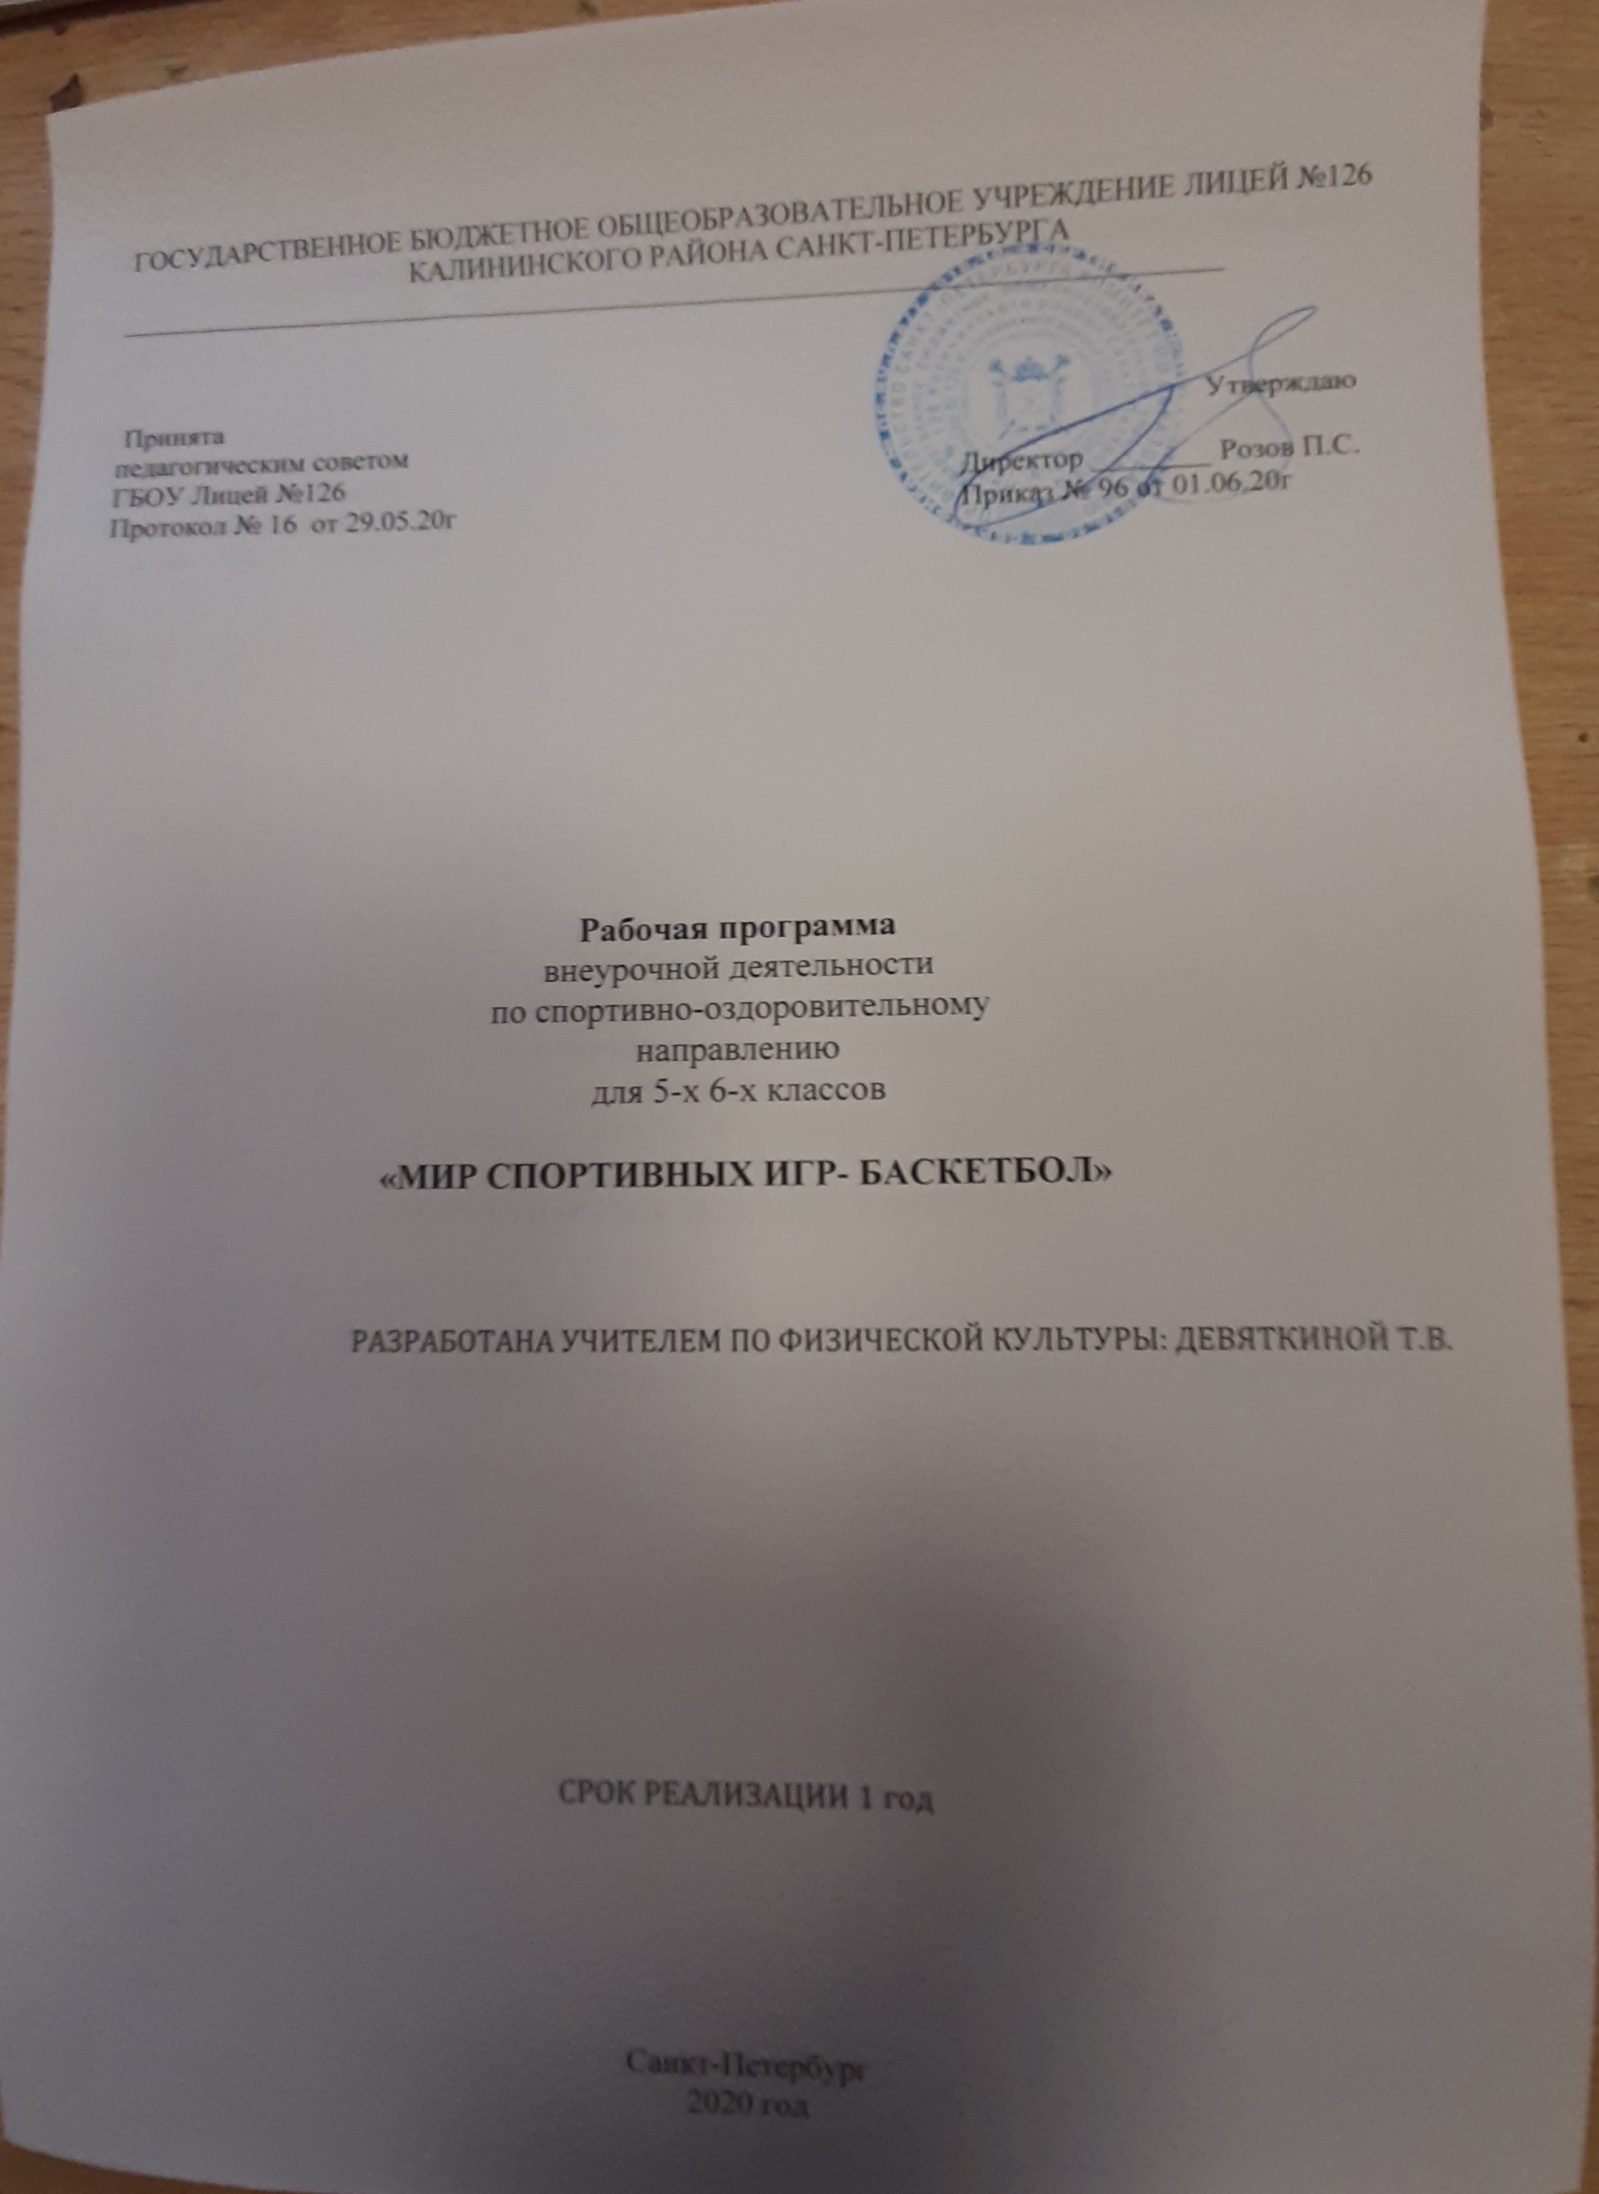 ГОСУДАРСТВЕННОЕ БЮДЖЕТНОЕ ОБЩЕОБРАЗОВАТЕЛЬНОЕ УЧРЕЖДЕНИЕ ЛИЦЕЙ №126
КАЛИНИНСКОГО РАЙОНА САНКТ-ПЕТЕРБУРГА
Принята
педагогическим советом
ГБОУ Лицей №126
Протокол № 16 от 29.05.20г
Утверждаю
Директор ________ Розов П.С.
Приказ № 96 от 01.06.20г
Рабочая программа
внеурочной деятельности
по спортивно-оздоровительному
направлению
для 5-х 6-х классов
«МИР СПОРТИВНЫХ ИГР- БАСКЕТБОЛ»
РАЗРАБОТАНА УЧИТЕЛЕМ ПО ФИЗИЧЕСКОЙ КУЛЬТУРЫ: ДЕВЯТКИНОЙ Т.В.
СРОК РЕАЛИЗАЦИИ 1 год
Санкт-Петербург
2020 год